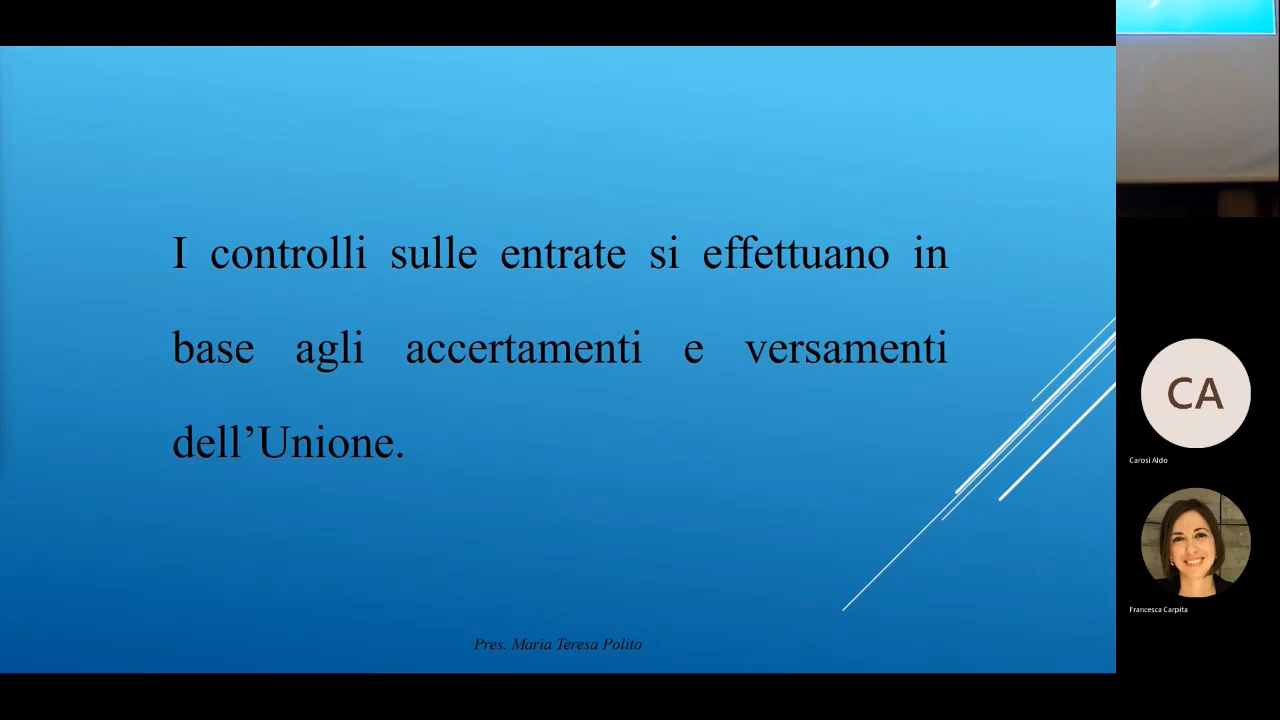 I controlli sulle entrate si effettuano in
base agli accertamenti e versamenti
dell’Unione.
Pres. Maria Teresa Polito
CA
Carosi Aldo
Francesca Carpita